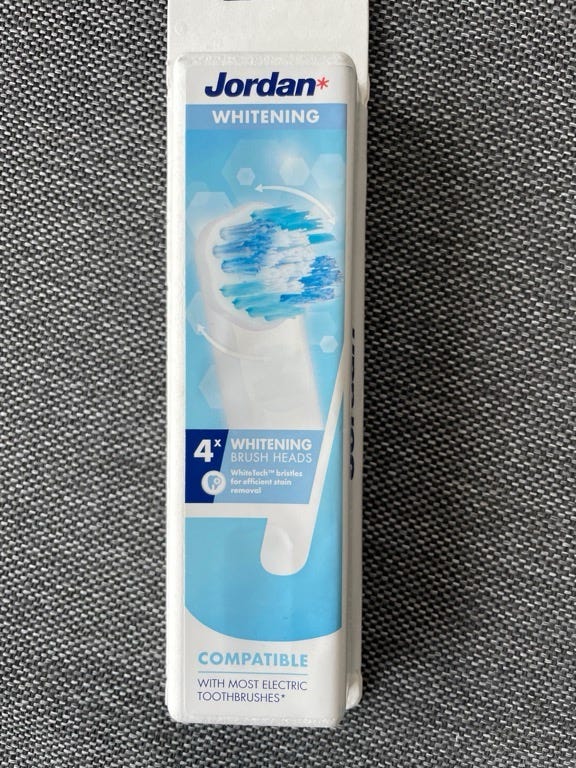 Jordan*
WHITENING
4x WHITENING
BRUSH HEADS
WhiteTech™ bristles
for efficient stain
removal
COMPATIBLE
WITH MOST ELECTRIC
TOOTHBRUSHES*